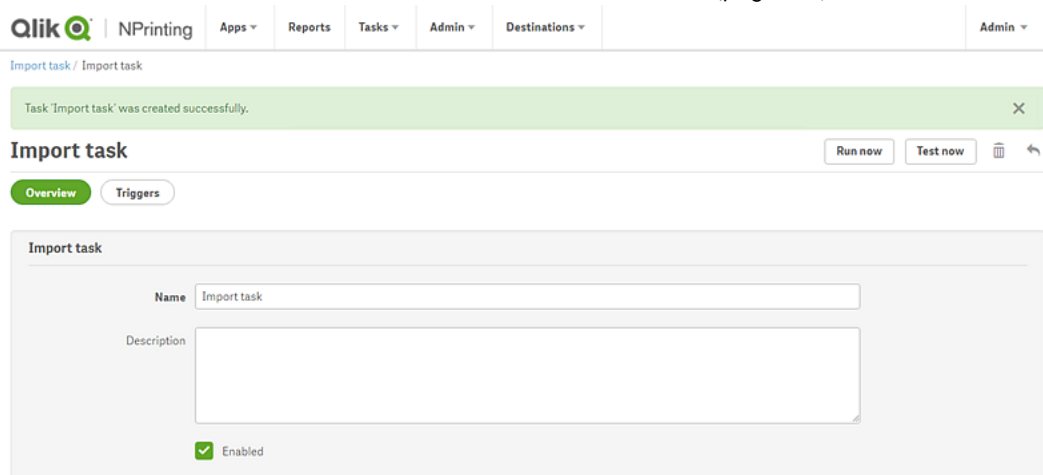 Qlik NPrinting Apps Reports Tasks Admin Destinations Admin
Import task / Import task
Task 'Import task' was created successfully.
Import task Run now Test now
Overview Triggers
Import task
Name Import task
Description
Enabled